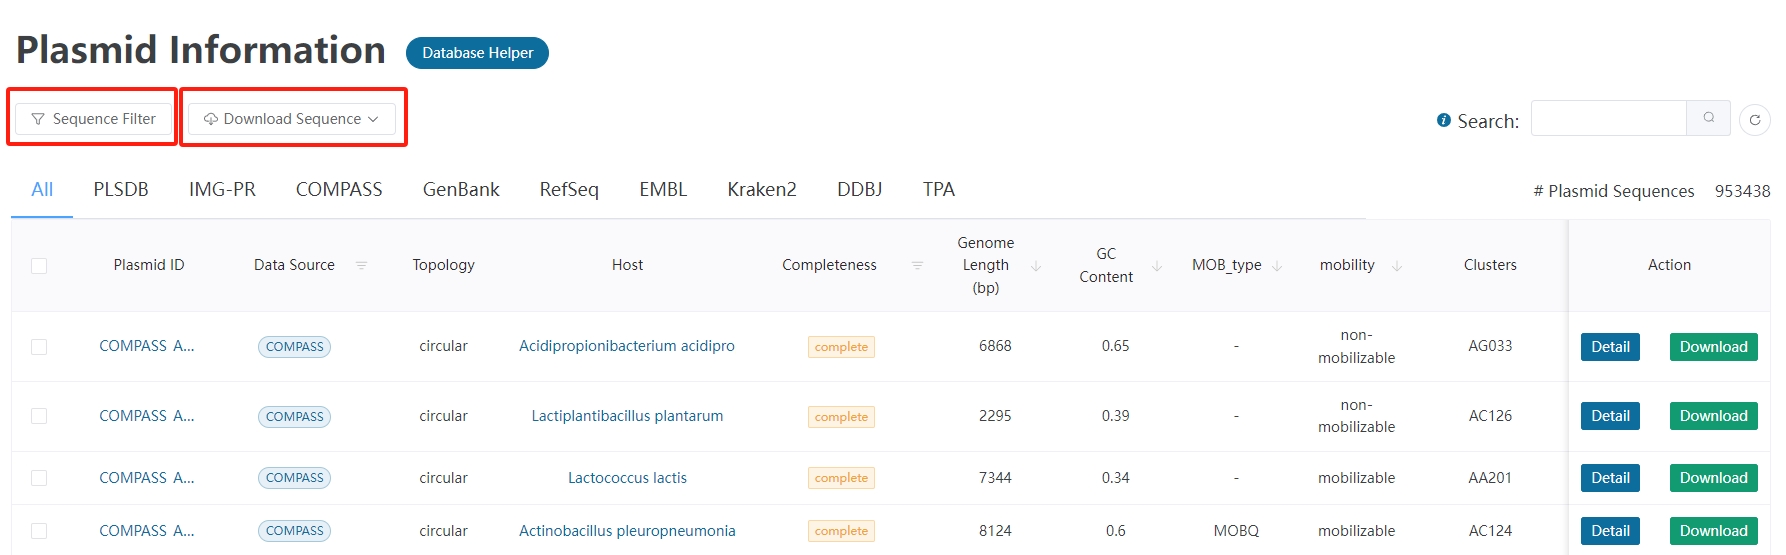 Plasmid Information Database Helper
Sequence Filter Download Sequence Search:
All PLSDB IMG-PR COMPASS GenBank RefSeq EMBL Kraken2 DDBJ TPA # Plasmid Sequences 953438
Plasmid ID Data Source Topology Host Completeness Genome Length (bp) GC Content MOB_type mobility Clusters Action
COMPASS_A... COMPASS circular Acidipropionibacterium acidipro complete 6868 0.65 - non-mobilizable AG033 Detail Download
COMPASS_A... COMPASS circular Lactiplantibacillus plantarum complete 2295 0.39 - non-mobilizable AC126 Detail Download
COMPASS_A... COMPASS circular Lactococcus lactis complete 7344 0.34 - mobilizable AA201 Detail Download
COMPASS_A... COMPASS circular Actinobacillus pleuropneumonia complete 8124 0.6 MOBQ mobilizable AC124 Detail Download